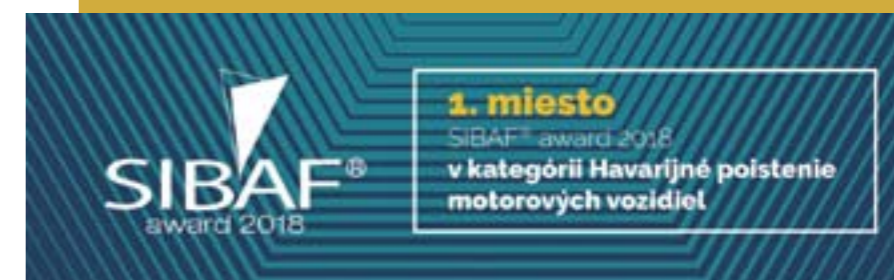 SIBAF®
award 2018
1. miesto
SIBAF® award 2018
v kategórii Havarijné poistenie
motorových vozidiel